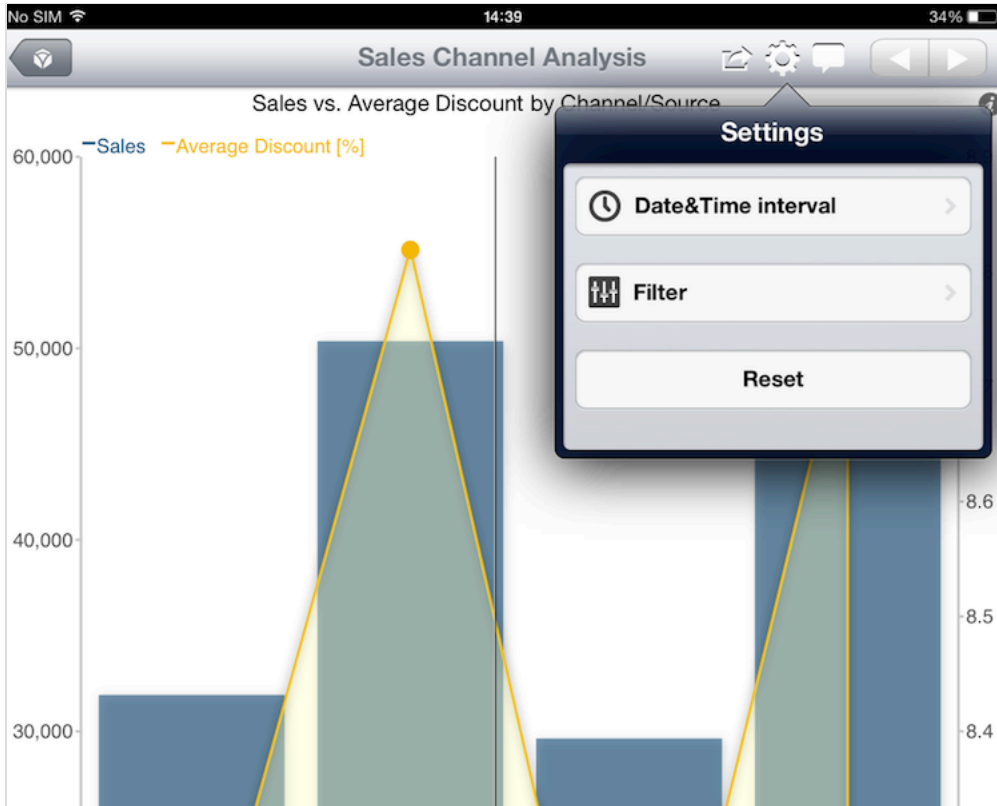 No SIM 14:39 34%
Sales Channel Analysis
Sales vs. Average Discount by Channel/Source
Settings
Sales Average Discount [%]
60,000
Date&Time interval
Filter
50,000
Reset
8.6
40,000
8.5
30,000
8.4